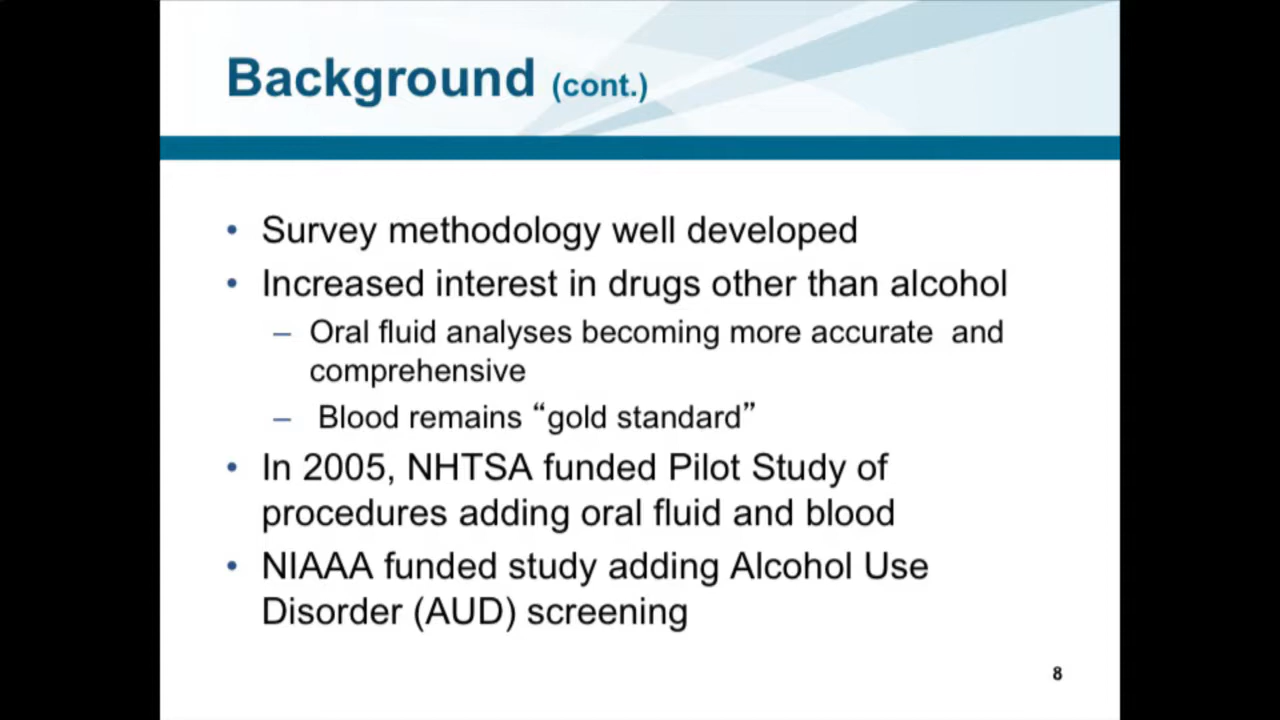 Background (cont.)
• Survey methodology well developed
• Increased interest in drugs other than alcohol
– Oral fluid analyses becoming more accurate  and
comprehensive
– Blood remains “gold standard”
• In 2005, NHTSA funded Pilot Study of
procedures adding oral fluid and blood
• NIAAA funded study adding Alcohol Use
Disorder (AUD) screening
8